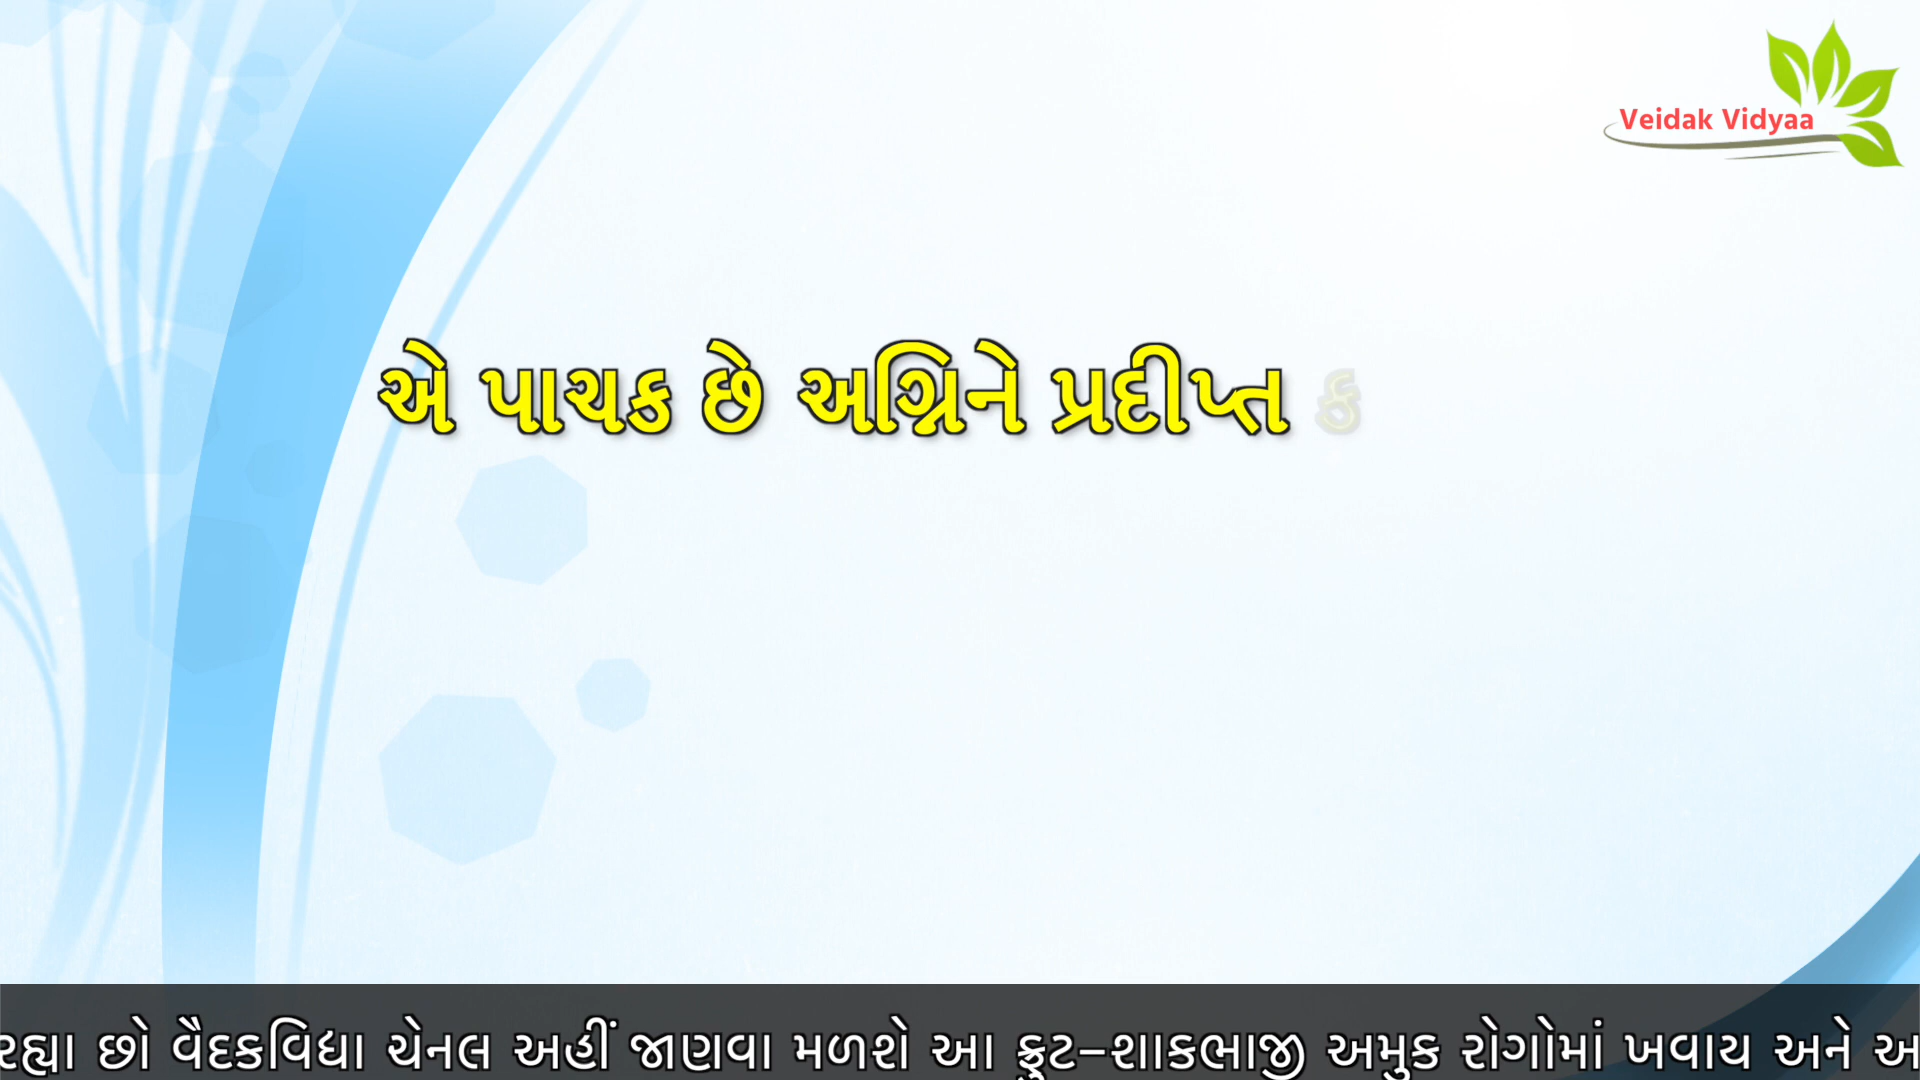 Veidak Vidyaa
એ પાચક છે અગ્નિને પ્રદીપ્ત ક
રહ્યા છો વૈદકવિદ્યા ચેનલ અહીં જાણવા મળશે આ ફ્રુટ-શાકભાજી અમુક રોગોમાં ખવાય અને અ